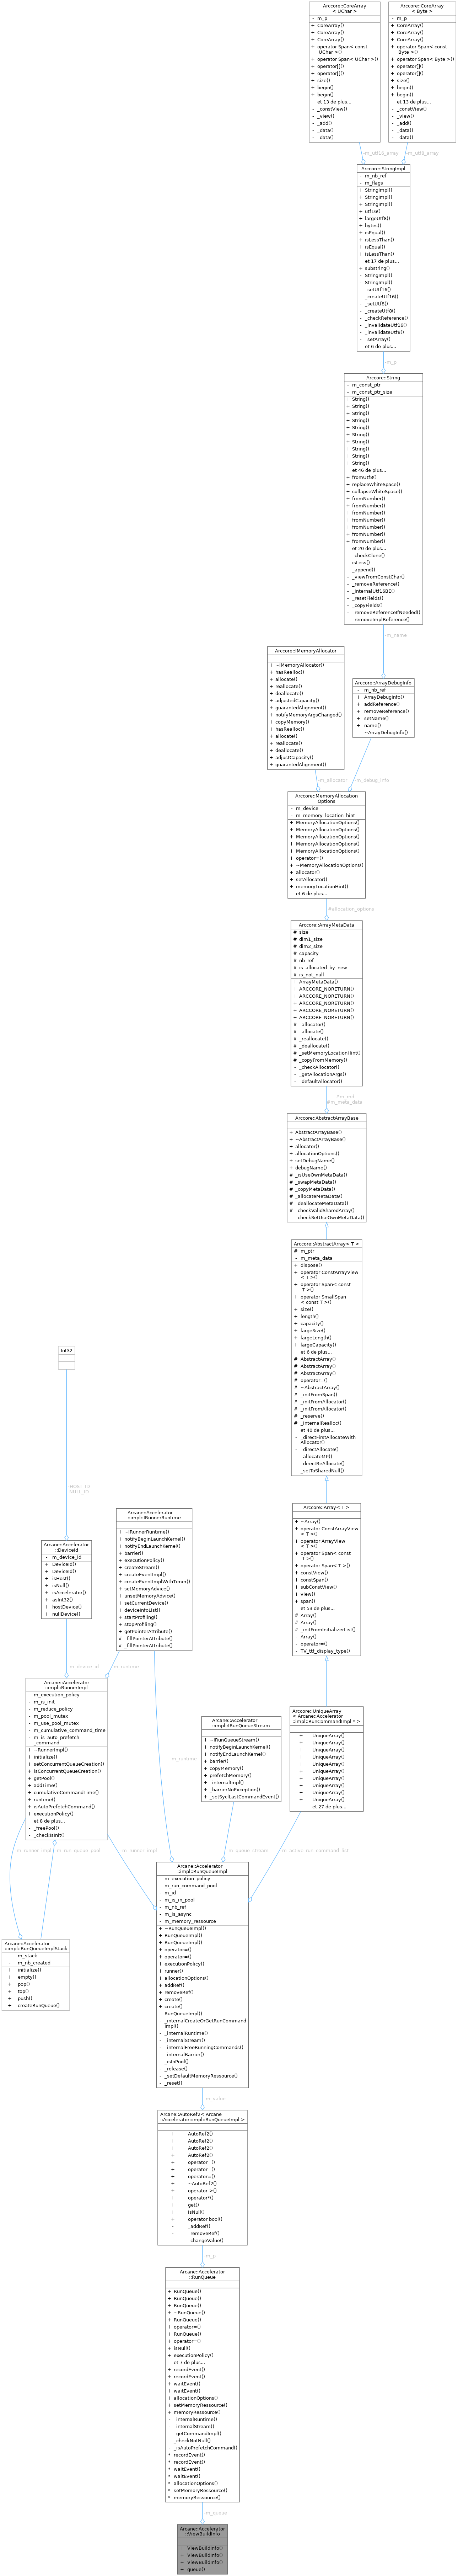 Arccore::CoreArray
< UChar >
- m_p
+ CoreArray()
+ CoreArray()
+ CoreArray()
+ operator Span< const
UChar >()
+ operator Span< UChar >()
+ operator[]()
+ operator[]()
+ size()
+ begin()
+ begin()
et 13 de plus...
- _constView()
- _view()
- _add()
- _data()
- _data()
Arccore::CoreArray
< Byte >
- m_p
+ CoreArray()
+ CoreArray()
+ CoreArray()
+ operator Span< const
Byte >()
+ operator Span< Byte >()
+ operator[]()
+ operator[]()
+ size()
+ begin()
+ begin()
et 13 de plus...
- _constView()
- _view()
- _add()
- _data()
- _data()
-m_utf16_array
-m_utf8_array
Arccore::StringImpl
- m_nb_ref
- m_flags
+ StringImpl()
+ StringImpl()
+ StringImpl()
+ utf16()
+ largeUtf8()
+ bytes()
+ isEqual()
+ isLessThan()
+ isEqual()
+ isLessThan()
et 17 de plus...
+ substring()
- StringImpl()
- StringImpl()
- _setUtf16()
- _createUtf16()
- _setUtf8()
- _createUtf8()
- _checkReference()
- _invalidateUtf16()
- _invalidateUtf8()
- _setArray()
et 6 de plus...
-m_p
Arccore::String
- m_const_ptr
- m_const_ptr_size
+ String()
+ String()
+ String()
+ String()
+ String()
+ String()
+ String()
+ String()
+ String()
+ String()
et 46 de plus...
+ fromUtf8()
+ replaceWhiteSpace()
+ collapseWhiteSpace()
+ fromNumber()
+ fromNumber()
+ fromNumber()
+ fromNumber()
+ fromNumber()
+ fromNumber()
et 20 de plus...
- _checkClone()
- isLess()
- _append()
- _viewFromConstChar()
- _removeReference()
- _internalUtf16BE()
- _resetFields()
- _copyFields()
- _removeReferenceIfNeeded()
- _removeImplReference()
-m_name
Arccore::IMemoryAllocator
+ ~IMemoryAllocator()
+ hasRealloc()
+ allocate()
+ reallocate()
+ deallocate()
+ adjustedCapacity()
+ guarantedAlignment()
+ notifyMemoryArgsChanged()
+ copyMemory()
+ hasRealloc()
+ allocate()
+ reallocate()
+ deallocate()
+ adjustCapacity()
+ guarantedAlignment()
Arccore::ArrayDebugInfo
- m_nb_ref
+ ArrayDebugInfo()
+ addReference()
+ removeReference()
+ setName()
+ name()
- ~ArrayDebugInfo()
-m_allocator
-m_debug_info
Arccore::MemoryAllocation
Options
- m_device
- m_memory_location_hint
+ MemoryAllocationOptions()
+ MemoryAllocationOptions()
+ MemoryAllocationOptions()
+ MemoryAllocationOptions()
+ MemoryAllocationOptions()
+ operator=()
+ ~MemoryAllocationOptions()
+ allocator()
+ setAllocator()
+ memoryLocationHint()
et 6 de plus...
#allocation_options
Arccore::ArrayMetaData
# size
# dim1_size
# dim2_size
# capacity
# nb_ref
# is_allocated_by_new
# is_not_null
+ ArrayMetaData()
+ ARCCORE_NORETURN()
+ ARCCORE_NORETURN()
+ ARCCORE_NORETURN()
+ ARCCORE_NORETURN()
+ ARCCORE_NORETURN()
# _allocator()
# _allocate()
# _reallocate()
# _deallocate()
# _setMemoryLocationHint()
# _copyFromMemory()
- _checkAllocator()
- _getAllocationArgs()
- _defaultAllocator()
#m_md
#m_meta_data
Arccore::AbstractArrayBase
+ AbstractArrayBase()
+ ~AbstractArrayBase()
+ allocator()
+ allocationOptions()
+ setDebugName()
+ debugName()
# _isUseOwnMetaData()
# _swapMetaData()
# _copyMetaData()
# _allocateMetaData()
# _deallocateMetaData()
# _checkValidSharedArray()
- _checkSetUseOwnMetaData()
Arccore::AbstractArray< T >
# m_ptr
- m_meta_data
+ dispose()
+ operator ConstArrayView
< T >()
+ operator Span< const
T >()
+ operator SmallSpan
< const T >()
+ size()
+ length()
+ capacity()
+ largeSize()
+ largeLength()
+ largeCapacity()
et 6 de plus...
# AbstractArray()
# AbstractArray()
# AbstractArray()
# operator=()
# ~AbstractArray()
# _initFromSpan()
# _initFromAllocator()
# _initFromAllocator()
# _reserve()
# _internalRealloc()
et 40 de plus...
- _directFirstAllocateWith
Allocator()
- _directAllocate()
- _allocateMP()
- _directReAllocate()
- _setToSharedNull()
Arccore::Array< T >
+ ~Array()
+ operator ConstArrayView
< T >()
+ operator ArrayView
< T >()
+ operator Span< const
T >()
+ operator Span< T >()
+ constView()
+ constSpan()
+ subConstView()
+ view()
+ span()
et 53 de plus...
# Array()
# Array()
# _initFromInitializerList()
- Array()
- operator=()
- TV_ttf_display_type()
Int32
+HOST_ID
NULL_ID
Arcane::Accelerator
::DeviceId
- m_device_id
+ DeviceId()
+ DeviceId()
+ isHost()
+ isNull()
+ isAccelerator()
+ asInt32()
+ hostDevice()
+ nullDevice()
Arcane::Accelerator
::impl::IRunnerRuntime
+ ~IRunnerRuntime()
+ notifyBeginLaunchKernel()
+ notifyEndLaunchKernel()
+ barrier()
+ executionPolicy()
+ createStream()
+ createEventImpl()
+ createEventImplWithTimer()
+ setMemoryAdvice()
+ unsetMemoryAdvice()
+ setCurrentDevice()
+ deviceInfoList()
+ startProfiling()
+ stopProfiling()
+ getPointerAttribute()
# _fillPointerAttribute()
# _fillPointerAttribute()
-m_device_id
-m_runtime
Arcane::Accelerator
::impl::RunnerImpl
- m_execution_policy
- m_is_init
- m_reduce_policy
- m_pool_mutex
- m_use_pool_mutex
- m_cumulative_command_time
- m_is_auto_prefetch
_command
+ ~RunnerImpl()
+ initialize()
+ setConcurrentQueueCreation()
+ isConcurrentQueueCreation()
+ getPool()
+ addTime()
+ cumulativeCommandTime()
+ runtime()
+ isAutoPrefetchCommand()
+ executionPolicy()
et 8 de plus...
- _freePool()
- _checkIsInit()
-m_runtime
Arcane::Accelerator
::impl::IRunQueueStream
+ ~IRunQueueStream()
+ notifyBeginLaunchKernel()
+ notifyEndLaunchKernel()
+ barrier()
+ copyMemory()
+ prefetchMemory()
+ _internalImpl()
+ _barrierNoException()
+ _setSyclLastCommandEvent()
Arccore::UniqueArray
< Arcane::Accelerator
::impl::RunCommandImpl * >
+ UniqueArray()
+ UniqueArray()
+ UniqueArray()
+ UniqueArray()
+ UniqueArray()
+ UniqueArray()
+ UniqueArray()
+ UniqueArray()
+ UniqueArray()
+ UniqueArray()
et 27 de plus...
-m_runner_impl
-m_run_queue_pool
-m_runner_impl
-m_queue_stream
-m_active_run_command_list
Arcane::Accelerator
::impl::RunQueueImplStack
- m_stack
- m_nb_created
+ initialize()
+ empty()
+ pop()
+ top()
+ push()
+ createRunQueue()
Arcane::Accelerator
::impl::RunQueueImpl
- m_execution_policy
- m_run_command_pool
- m_id
- m_is_in_pool
- m_nb_ref
- m_is_async
- m_memory_ressource
+ ~RunQueueImpl()
+ RunQueueImpl()
+ RunQueueImpl()
+ operator=()
+ operator=()
+ executionPolicy()
+ runner()
+ allocationOptions()
+ addRef()
+ removeRef()
+ create()
+ create()
- RunQueueImpl()
- _internalCreateOrGetRunCommand
Impl()
- _internalRuntime()
- _internalStream()
- _internalFreeRunningCommands()
- _internalBarrier()
- _isInPool()
- _release()
- _setDefaultMemoryRessource()
- _reset()
-m_value
Arcane::AutoRef2< Arcane
::Accelerator::impl::RunQueueImpl >
+ AutoRef2()
+ AutoRef2()
+ AutoRef2()
+ AutoRef2()
+ operator=()
+ operator=()
+ operator=()
+ ~AutoRef2()
+ operator->()
+ operator*()
+ get()
+ isNull()
+ operator bool()
- _addRef()
- _removeRef()
- _changeValue()
-m_p
Arcane::Accelerator
::RunQueue
+ RunQueue()
+ RunQueue()
+ RunQueue()
+ ~RunQueue()
+ RunQueue()
+ operator=()
+ RunQueue()
+ operator=()
+ isNull()
+ executionPolicy()
et 7 de plus...
+ recordEvent()
+ recordEvent()
+ waitEvent()
+ waitEvent()
+ allocationOptions()
+ setMemoryRessource()
+ memoryRessource()
- _internalRuntime()
- _internalStream()
- _getCommandImpl()
- _checkNotNull()
- _isAutoPrefetchCommand()
* recordEvent()
* recordEvent()
* waitEvent()
* waitEvent()
* allocationOptions()
* setMemoryRessource()
* memoryRessource()
-m_queue
Arcane::Accelerator
::ViewBuildInfo
+ ViewBuildInfo()
+ ViewBuildInfo()
+ ViewBuildInfo()
+ queue()